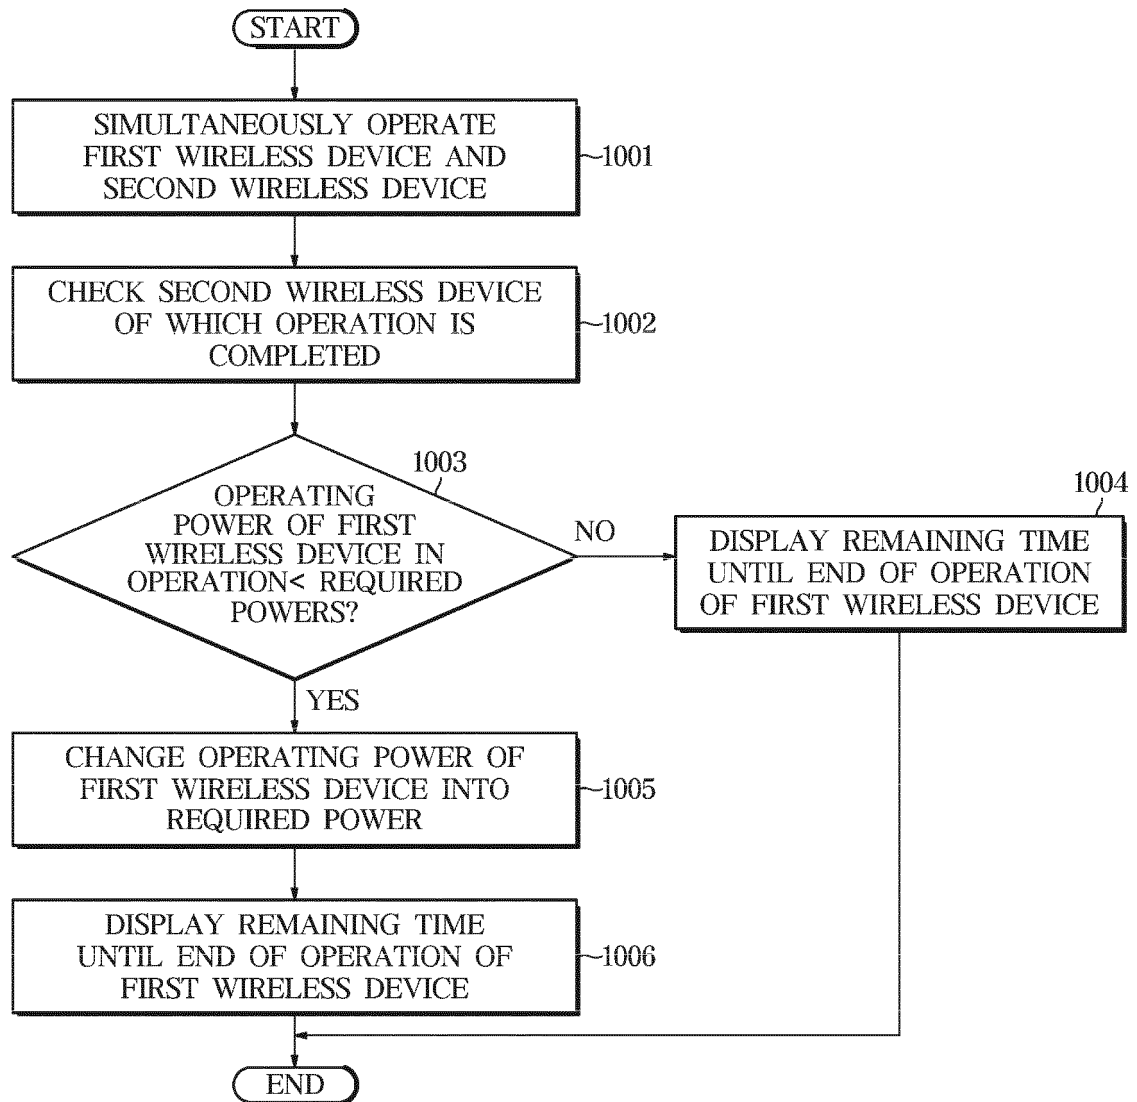 START
SIMULTANEOUSLY OPERATE
FIRST WIRELESS DEVICE AND
SECOND WIRELESS DEVICE
1001
CHECK SECOND WIRELESS DEVICE
OF WHICH OPERATION IS
COMPLETED
1002
1003
OPERATING
POWER OF FIRST
WIRELESS DEVICE IN
OPERATION< REQUIRED
POWERS?
NO
1004
DISPLAY REMAINING TIME
UNTIL END OF OPERATION
OF FIRST WIRELESS DEVICE
YES
CHANGE OPERATING POWER OF
FIRST WIRELESS DEVICE INTO
REQUIRED POWER
1005
DISPLAY REMAINING TIME
UNTIL END OF OPERATION OF
FIRST WIRELESS DEVICE
1006
END